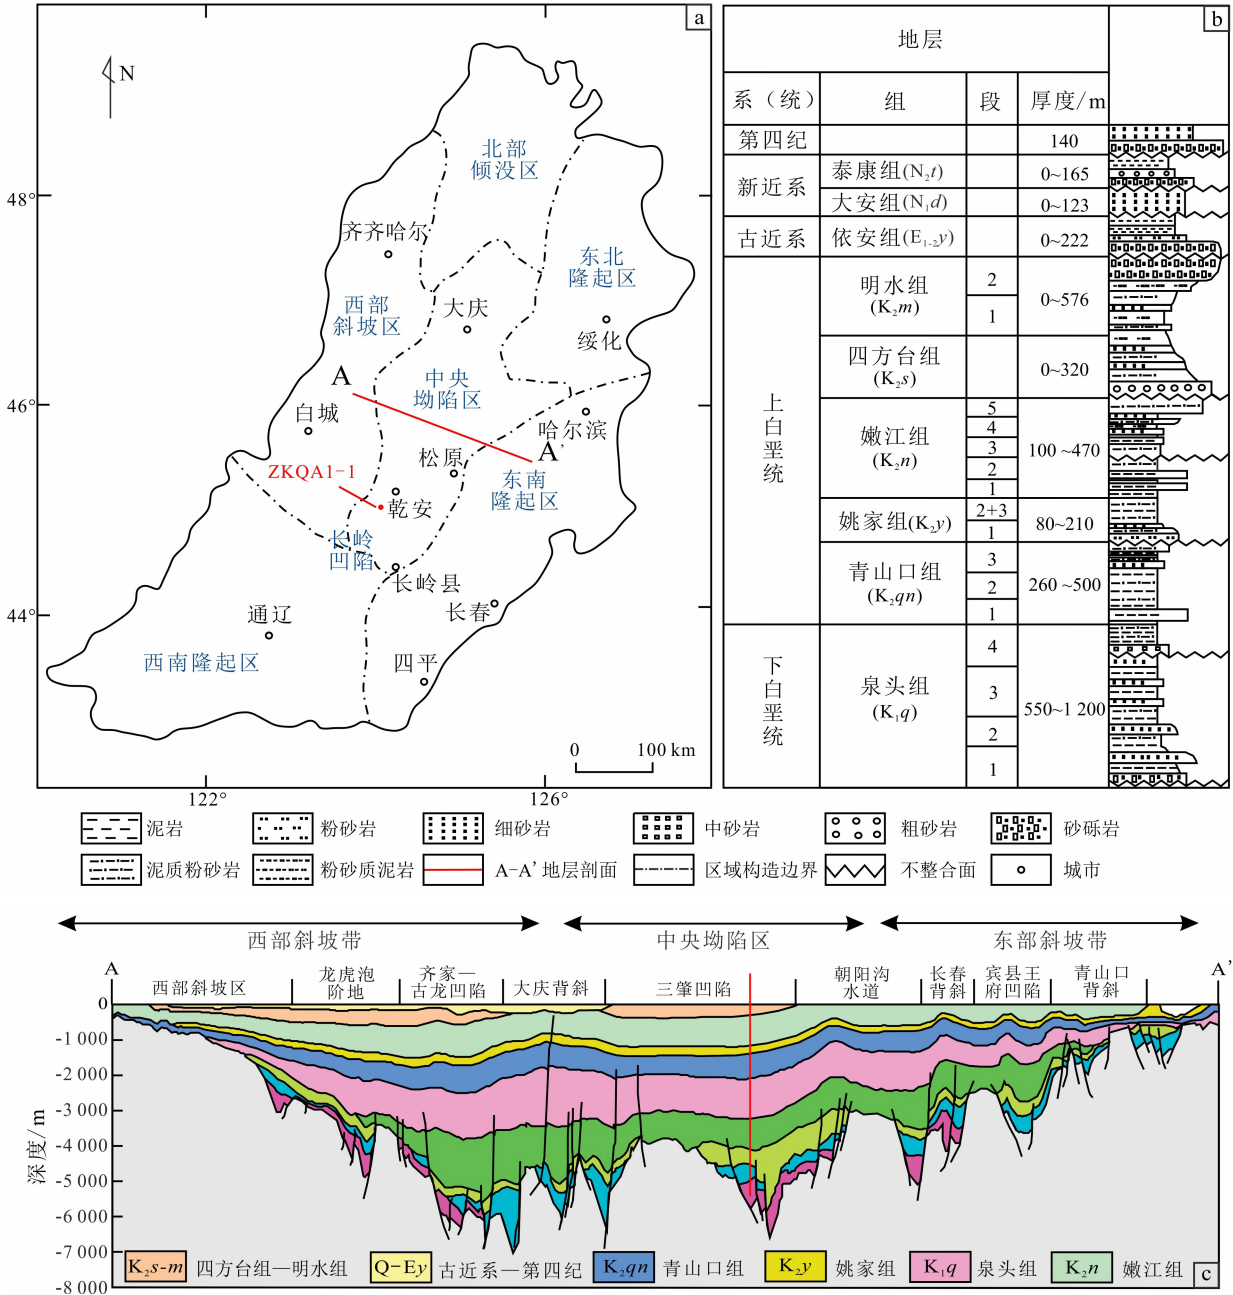 a
N
48°
46°
44°
122°
126°
北部
倾没区
齐齐哈尔
东北
隆起区
西部
斜坡区
大庆
绥化
A
中央
坳陷区
白城
哈尔滨
A'
松原
ZKQA1-1
东南
隆起区
乾安
长岭
凹陷
长岭县
长春
通辽
西南隆起区
四平
0 100 km
b
地层
系（统） 组 段 厚度/m
第四纪 140
新近系 泰康组(N₂t) 0~165
大安组(N₁d) 0~123
古近系 依安组(E₁₋₂y) 0~222
上白垩统
明水组
(K₂m)
2
1
0~576
四方台组
(K₂s)
0~320
嫩江组
(K₂n)
5
4
3
2
1
100 ~470
姚家组(K₂y)
2+3
1
80~210
青山口组
(K₂qn)
3
2
1
260 ~500
下白垩统
泉头组
(K₁q)
4
3
2
1
550~1 200
泥岩 粉砂岩 细砂岩 中砂岩 粗砂岩 砂砾岩
泥质粉砂岩 粉砂质泥岩 A-A' 地层剖面 区域构造边界 不整合面 城市
西部斜坡带 中央坳陷区 东部斜坡带
A A'
西部斜坡区
龙虎泡
阶地
齐家—
古龙凹陷
大庆背斜
三肇凹陷
朝阳沟
水道
长春
背斜
宾县王
府凹陷
青山口
背斜
深度/m
0
-1 000
-2 000
-3 000
-4 000
-5 000
-6 000
-7 000
-8 000
K₂s-m 四方台组—明水组 Q-Ey 古近系—第四纪 K₂qn 青山口组 K₂y 姚家组 K₁q 泉头组 K₂n 嫩江组
c